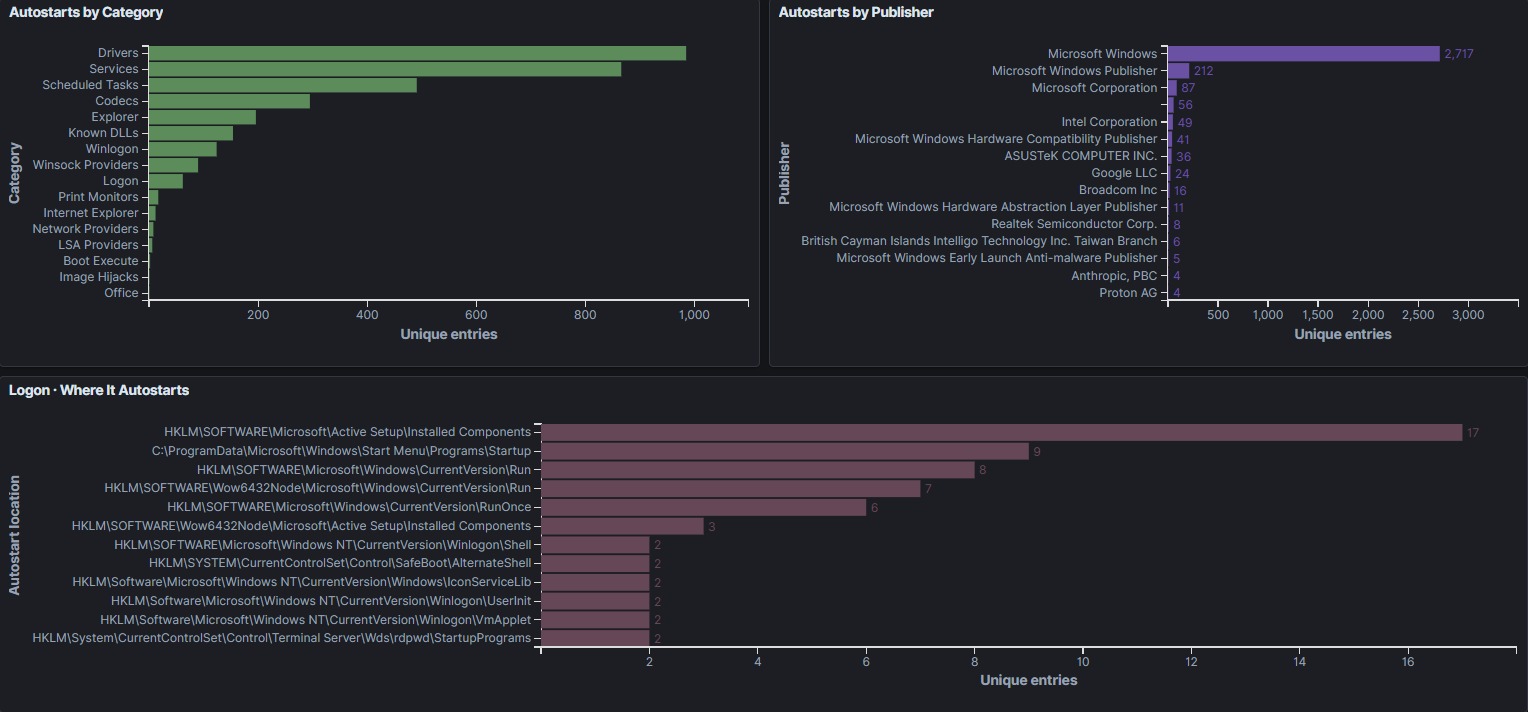 Autostarts by Category
Category
Drivers
Services
Scheduled Tasks
Codecs
Explorer
Known DLLs
Winlogon
Winsock Providers
Logon
Print Monitors
Internet Explorer
Network Providers
LSA Providers
Boot Execute
Image Hijacks
Office
200 400 600 800 1,000
Unique entries
Autostarts by Publisher
Publisher
Microsoft Windows 2,717
Microsoft Windows Publisher 212
Microsoft Corporation 87
56
Intel Corporation 49
Microsoft Windows Hardware Compatibility Publisher 41
ASUSTeK COMPUTER INC. 36
Google LLC 24
Broadcom Inc 16
Microsoft Windows Hardware Abstraction Layer Publisher 11
Realtek Semiconductor Corp. 8
British Cayman Islands Intelligo Technology Inc. Taiwan Branch 6
Microsoft Windows Early Launch Anti-malware Publisher 5
Anthropic, PBC 4
Proton AG 4
500 1,000 1,500 2,000 2,500 3,000
Unique entries
Logon · Where It Autostarts
Autostart location
HKLM\SOFTWARE\Microsoft\Active Setup\Installed Components 17
C:\ProgramData\Microsoft\Windows\Start Menu\Programs\Startup 9
HKLM\SOFTWARE\Microsoft\Windows\CurrentVersion\Run 8
HKLM\SOFTWARE\Wow6432Node\Microsoft\Windows\CurrentVersion\Run 7
HKLM\SOFTWARE\Microsoft\Windows\CurrentVersion\RunOnce 6
HKLM\SOFTWARE\Wow6432Node\Microsoft\Active Setup\Installed Components 3
HKLM\SOFTWARE\Microsoft\Windows NT\CurrentVersion\Winlogon\Shell 2
HKLM\SYSTEM\CurrentControlSet\Control\SafeBoot\AlternateShell 2
HKLM\Software\Microsoft\Windows NT\CurrentVersion\Windows\IconServiceLib 2
HKLM\Software\Microsoft\Windows NT\CurrentVersion\Winlogon\UserInit 2
HKLM\Software\Microsoft\Windows NT\CurrentVersion\Winlogon\VmApplet 2
HKLM\System\CurrentControlSet\Control\Terminal Server\Wds\rdpwd\StartupPrograms 2
2 4 6 8 10 12 14 16
Unique entries